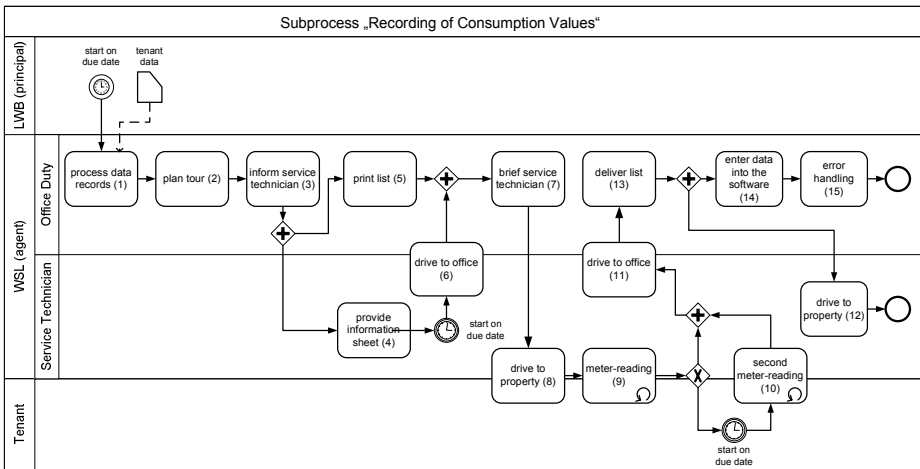 Subprocess „Recording of Consumption Values“
LWB (principal)
start on
due date
tenant
data
WSL (agent)
Office Duty
process data
records (1)
plan tour (2)
inform service
technician (3)
print list (5)
brief service
technician (7)
deliver list
(13)
enter data
into the
software
(14)
error
handling
(15)
Service Technician
drive to office
(6)
drive to office
(11)
provide
information
sheet (4)
start on
due date
drive to
property (12)
drive to
property (8)
meter-reading
(9)
second
meter-reading
(10)
Tenant
start on
due date